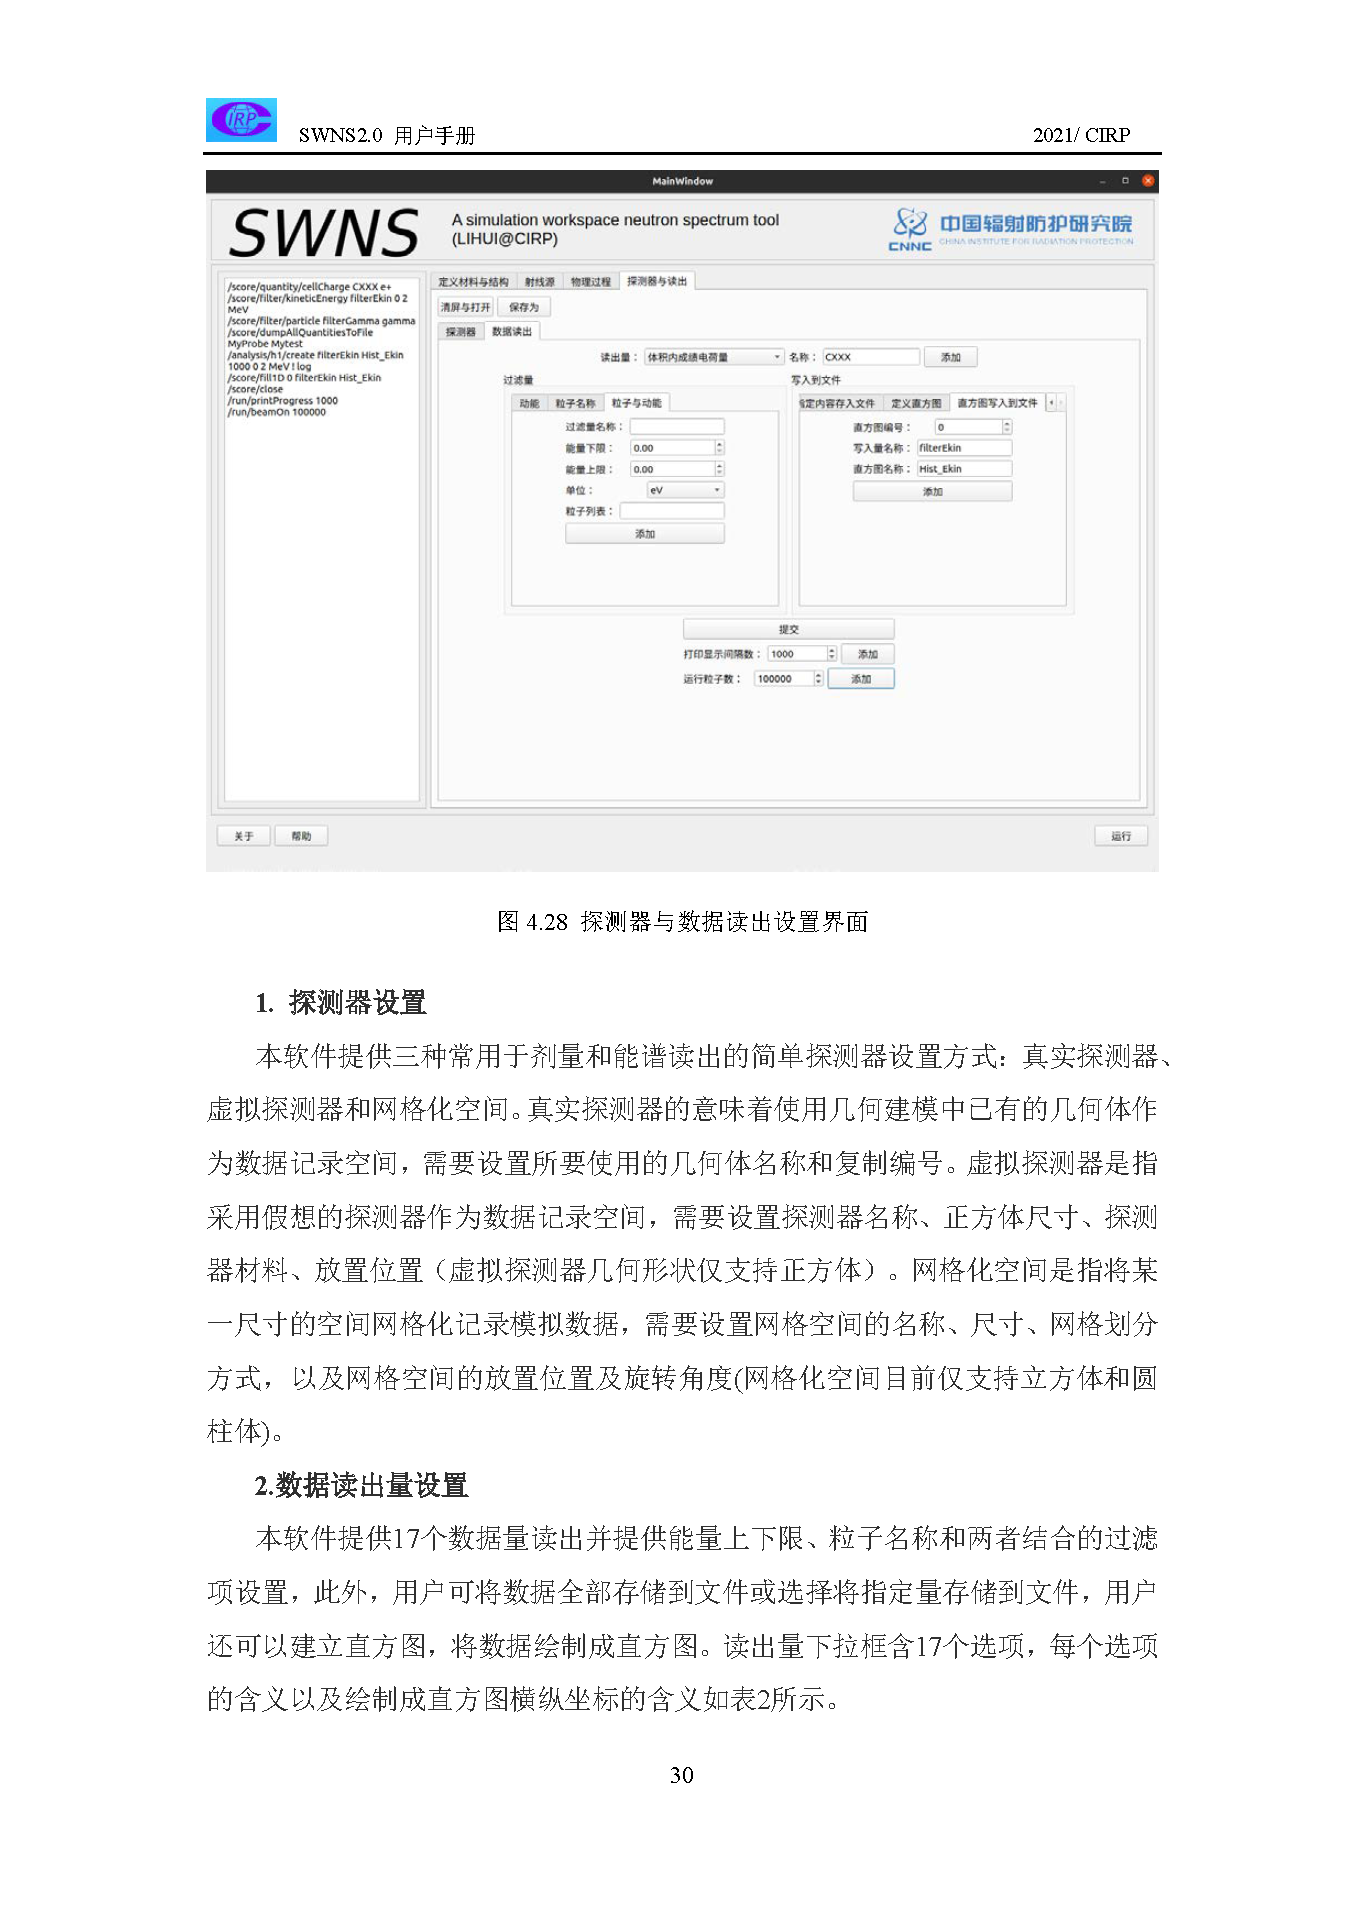 IRP
SWNS2.0 用户手册 2021/ CIRP
MainWindow
SWNS
A simulation workspace neutron spectrum tool
(LIHUI@CIRP)
CNNC
中国辐射防护研究院
CHINA INSTITUTE FOR RADIATION PROTECTION
/score/quantity/cellCharge CXXX e+
/score/filter/kineticEnergy filterEkin 0 2
MeV
/score/filter/particle filterGamma gamma
/score/dumpAllQuantitiesToFile
MyProbe Mytest
/analysis/h1/create filterEkin Hist_Ekin
1000 0 2 MeV ! log
/score/fill1D 0 filterEkin Hist_Ekin
/score/close
/run/printProgress 1000
/run/beamOn 100000
定义材料与结构 射线源 物理过程 探测器与读出
清屏与打开 保存为
探测器 数据读出
读出量： 体积内成绩电荷量 名称： CXXX 添加
过滤量
动能 粒子名称 粒子与动能
过滤量名称：
能量下限： 0.00
能量上限： 0.00
单位： eV
粒子列表：
添加
写入到文件
定内容存入文件 定义直方图 直方图写入到文件
直方图编号： 0
写入量名称： filterEkin
直方图名称： Hist_Ekin
添加
提交
打印显示间隔数： 1000 添加
运行粒子数： 100000 添加
关于 帮助 运行
图 4.28 探测器与数据读出设置界面
1. 探测器设置
本软件提供三种常用于剂量和能谱读出的简单探测器设置方式：真实探测器、
虚拟探测器和网格化空间。真实探测器的意味着使用几何建模中已有的几何体作
为数据记录空间，需要设置所要使用的几何体名称和复制编号。虚拟探测器是指
采用假想的探测器作为数据记录空间，需要设置探测器名称、正方体尺寸、探测
器材料、放置位置（虚拟探测器几何形状仅支持正方体）。网格化空间是指将某
一尺寸的空间网格化记录模拟数据，需要设置网格空间的名称、尺寸、网格划分
方式，以及网格空间的放置位置及旋转角度(网格化空间目前仅支持立方体和圆
柱体)。
2.数据读出量设置
本软件提供17个数据量读出并提供能量上下限、粒子名称和两者结合的过滤
项设置，此外，用户可将数据全部存储到文件或选择将指定量存储到文件，用户
还可以建立直方图，将数据绘制成直方图。读出量下拉框含17个选项，每个选项
的含义以及绘制成直方图横纵坐标的含义如表2所示。
30